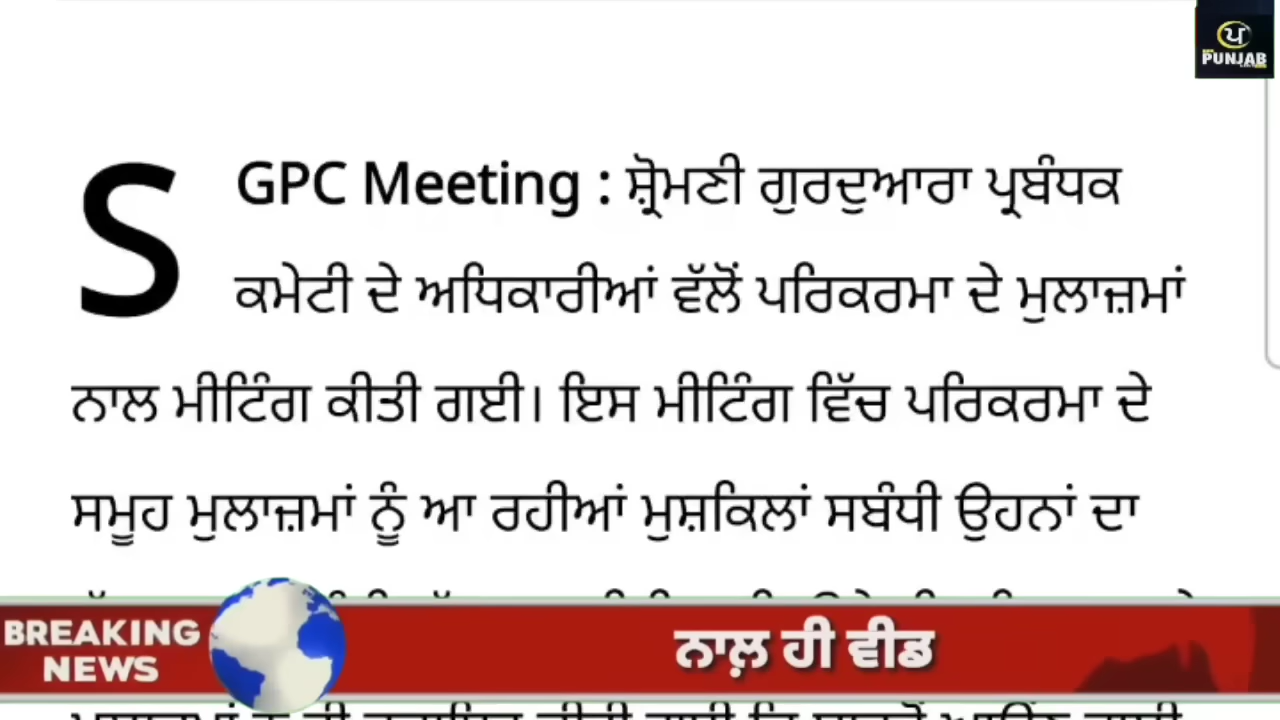 ਪ
PUNJAB
SGPC Meeting : ਸ਼੍ਰੋਮਣੀ ਗੁਰਦੁਆਰਾ ਪ੍ਰਬੰਧਕ
ਕਮੇਟੀ ਦੇ ਅਧਿਕਾਰੀਆਂ ਵੱਲੋਂ ਪਰਿਕਰਮਾ ਦੇ ਮੁਲਾਜ਼ਮਾਂ
ਨਾਲ ਮੀਟਿੰਗ ਕੀਤੀ ਗਈ। ਇਸ ਮੀਟਿੰਗ ਵਿੱਚ ਪਰਿਕਰਮਾ ਦੇ
ਸਮੂਹ ਮੁਲਾਜ਼ਮਾਂ ਨੂੰ ਆ ਰਹੀਆਂ ਮੁਸ਼ਕਿਲਾਂ ਸਬੰਧੀ ਉਹਨਾਂ ਦਾ
BREAKING
NEWS
ਨਾਲ਼ ਹੀ ਵੀਡ